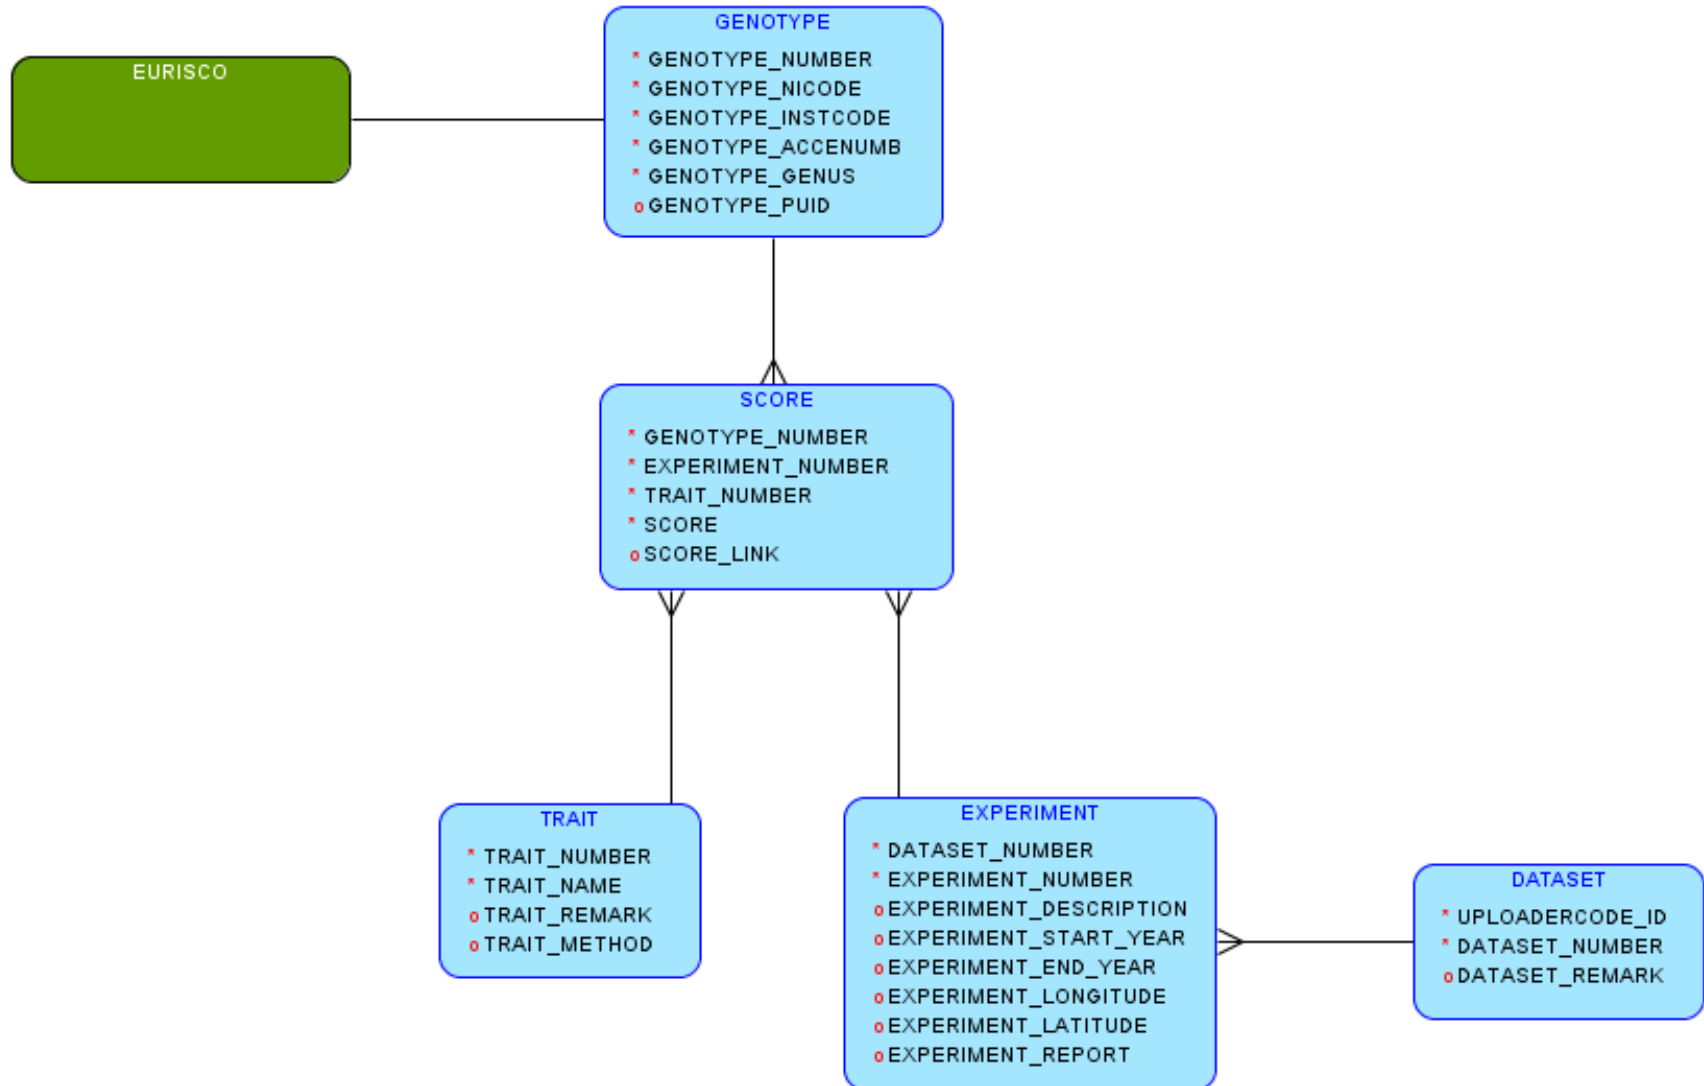 EURISCO
GENOTYPE
* GENOTYPE_NUMBER
* GENOTYPE_NICODE
* GENOTYPE_INSTCODE
* GENOTYPE_ACCENUMB
* GENOTYPE_GENUS
o GENOTYPE_PUID
SCORE
* GENOTYPE_NUMBER
* EXPERIMENT_NUMBER
* TRAIT_NUMBER
* SCORE
o SCORE_LINK
TRAIT
* TRAIT_NUMBER
* TRAIT_NAME
o TRAIT_REMARK
o TRAIT_METHOD
EXPERIMENT
* DATASET_NUMBER
* EXPERIMENT_NUMBER
o EXPERIMENT_DESCRIPTION
o EXPERIMENT_START_YEAR
o EXPERIMENT_END_YEAR
o EXPERIMENT_LONGITUDE
o EXPERIMENT_LATITUDE
o EXPERIMENT_REPORT
DATASET
* UPLOADERCODE_ID
* DATASET_NUMBER
o DATASET_REMARK